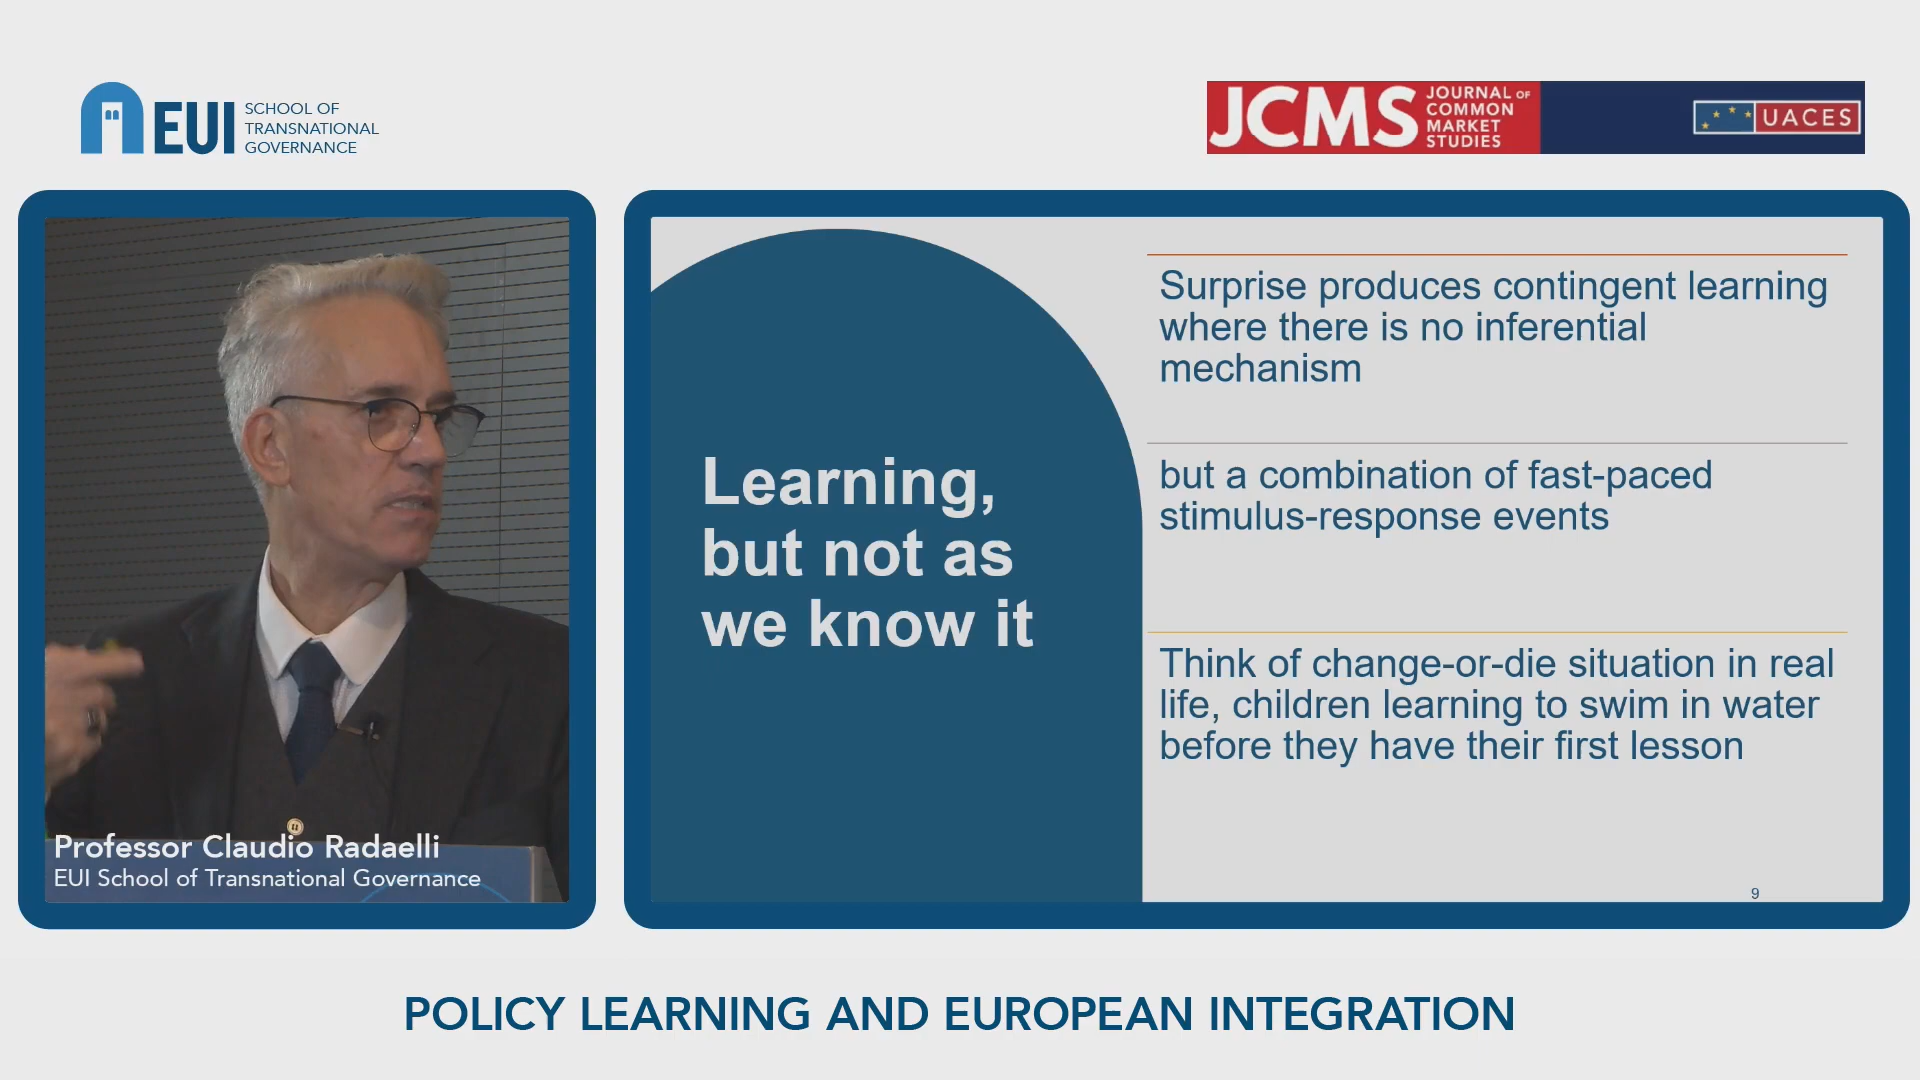 EUI
SCHOOL OF
TRANSNATIONAL
GOVERNANCE
JCMS
JOURNAL OF
COMMON
MARKET
STUDIES
UACES
Professor Claudio Radaelli
EUI School of Transnational Governance
Learning,
but not as
we know it
Surprise produces contingent learning
where there is no inferential
mechanism
but a combination of fast-paced
stimulus-response events
Think of change-or-die situation in real
life, children learning to swim in water
before they have their first lesson
9
POLICY LEARNING AND EUROPEAN INTEGRATION